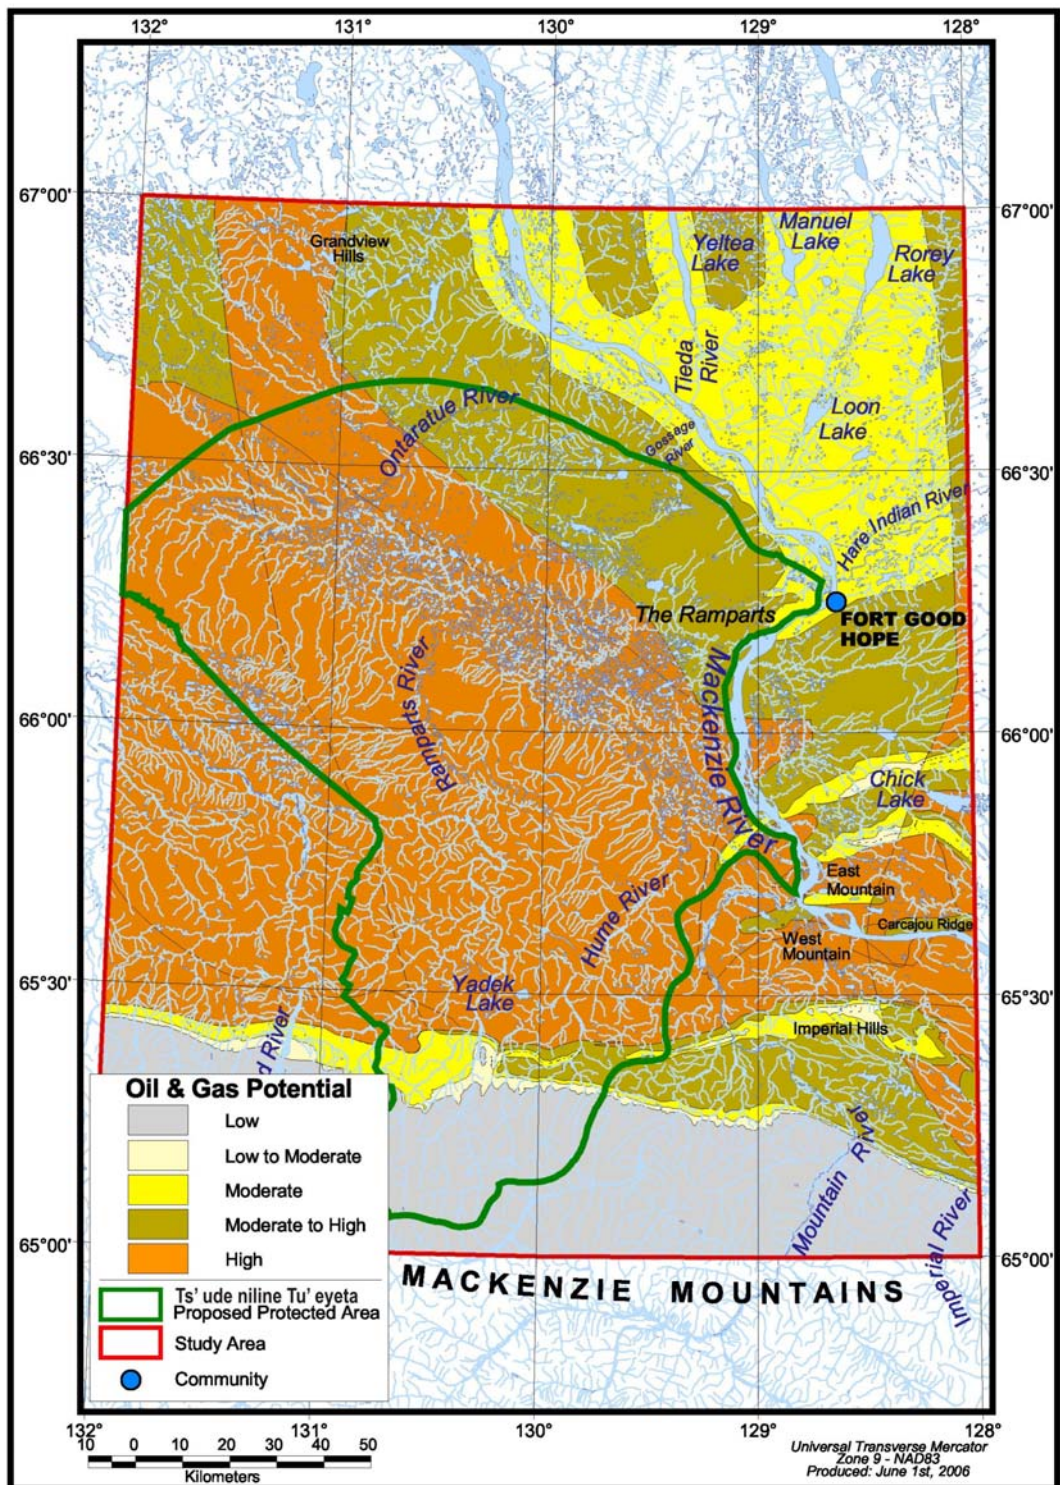 132°
131°
130°
129°
128°
67°00'
67°00'
Grandview
Hills
Yeltea
Lake
Manuel
Lake
Rorey
Lake
Tieda
River
Loon
Lake
Ontaratue River
Gossage
River
66°30'
66°30'
Hare Indian River
The Ramparts
FORT GOOD
HOPE
Ramparts River
Mackenzie River
66°00'
66°00'
Chick
Lake
East
Mountain
Hume River
West
Mountain
Carcajou Ridge
65°30'
65°30'
Yadek
Lake
Imperial Hills
d River
Mountain River
Imperial River
Oil & Gas Potential
Low
Low to Moderate
Moderate
Moderate to High
High
Ts' ude niline Tu' eyeta
Proposed Protected Area
Study Area
Community
65°00'
65°00'
MACKENZIE MOUNTAINS
132°
131°
130°
129°
128°
10 0 10 20 30 40 50
Kilometers
Universal Transverse Mercator
Zone 9 - NAD83
Produced: June 1st, 2006